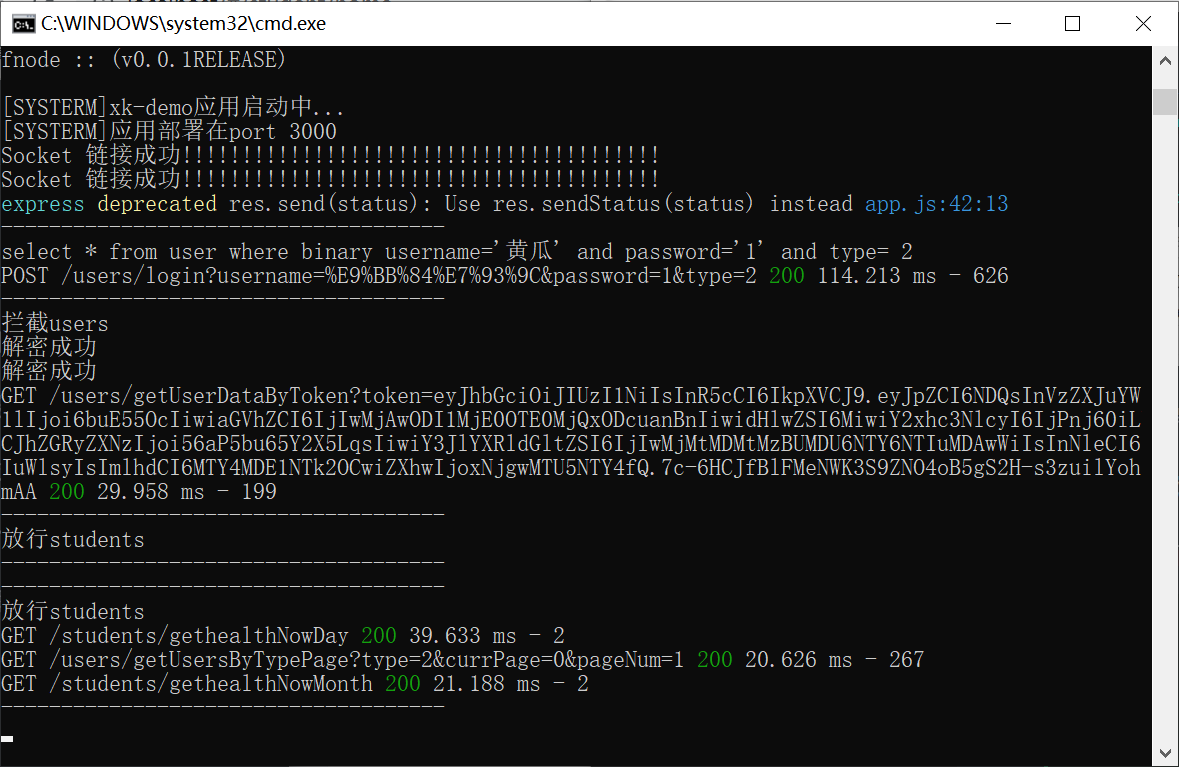 C:\WINDOWS\system32\cmd.exe
fnode :: (v0.0.1RELEASE)
[SYSTERM]xk-demo应用启动中...
[SYSTERM]应用部署在port 3000
Socket 链接成功!!!!!!!!!!!!!!!!!!!!!!!!!!!!!!!!!!!!!!!!
Socket 链接成功!!!!!!!!!!!!!!!!!!!!!!!!!!!!!!!!!!!!!!!!
express deprecated res.send(status): Use res.sendStatus(status) instead app.js:42:13
-------------------------------------
select * from user where binary username='黄瓜' and password='1' and type= 2
POST /users/login?username=%E9%BB%84%E7%93%9C&password=1&type=2 200 114.213 ms - 626
-------------------------------------
拦截users
解密成功
解密成功
GET /users/getUserDataByToken?token=eyJhbGciOiJIUzI1NiIsInR5cCI6IkpXVCJ9.eyJpZCI6NDQsInVzZXJuYW
1lIjoi6buE55OcIiwiaGVhZCI6IjIwMjAwODI1MjE0OTE0MjQxODcuanBnIiwidHlwZSI6MiwiY2xhc3NlcyI6IjPnj60iL
CJhZGRyZXNzIjoi56aP5bu65Y2X5LqsIiwiY3JlYXRldGltZSI6IjIwMjMtMDMtMzBUMDU6NTY6NTIuMDAwWiIsInNleCI6
IuWlsyIsImlhdCI6MTY4MDE1NTk2OCwiZXhwIjoxNjgwMTU5NTY4fQ.7c-6HCJfBlFMeNWK3S9ZNO4oB5gS2H-s3zuilYoh
mAA 200 29.958 ms - 199
-------------------------------------
放行students
-------------------------------------
-------------------------------------
放行students
GET /students/gethealthNowDay 200 39.633 ms - 2
GET /users/getUsersByTypePage?type=2&currPage=0&pageNum=1 200 20.626 ms - 267
GET /students/gethealthNowMonth 200 21.188 ms - 2
-------------------------------------